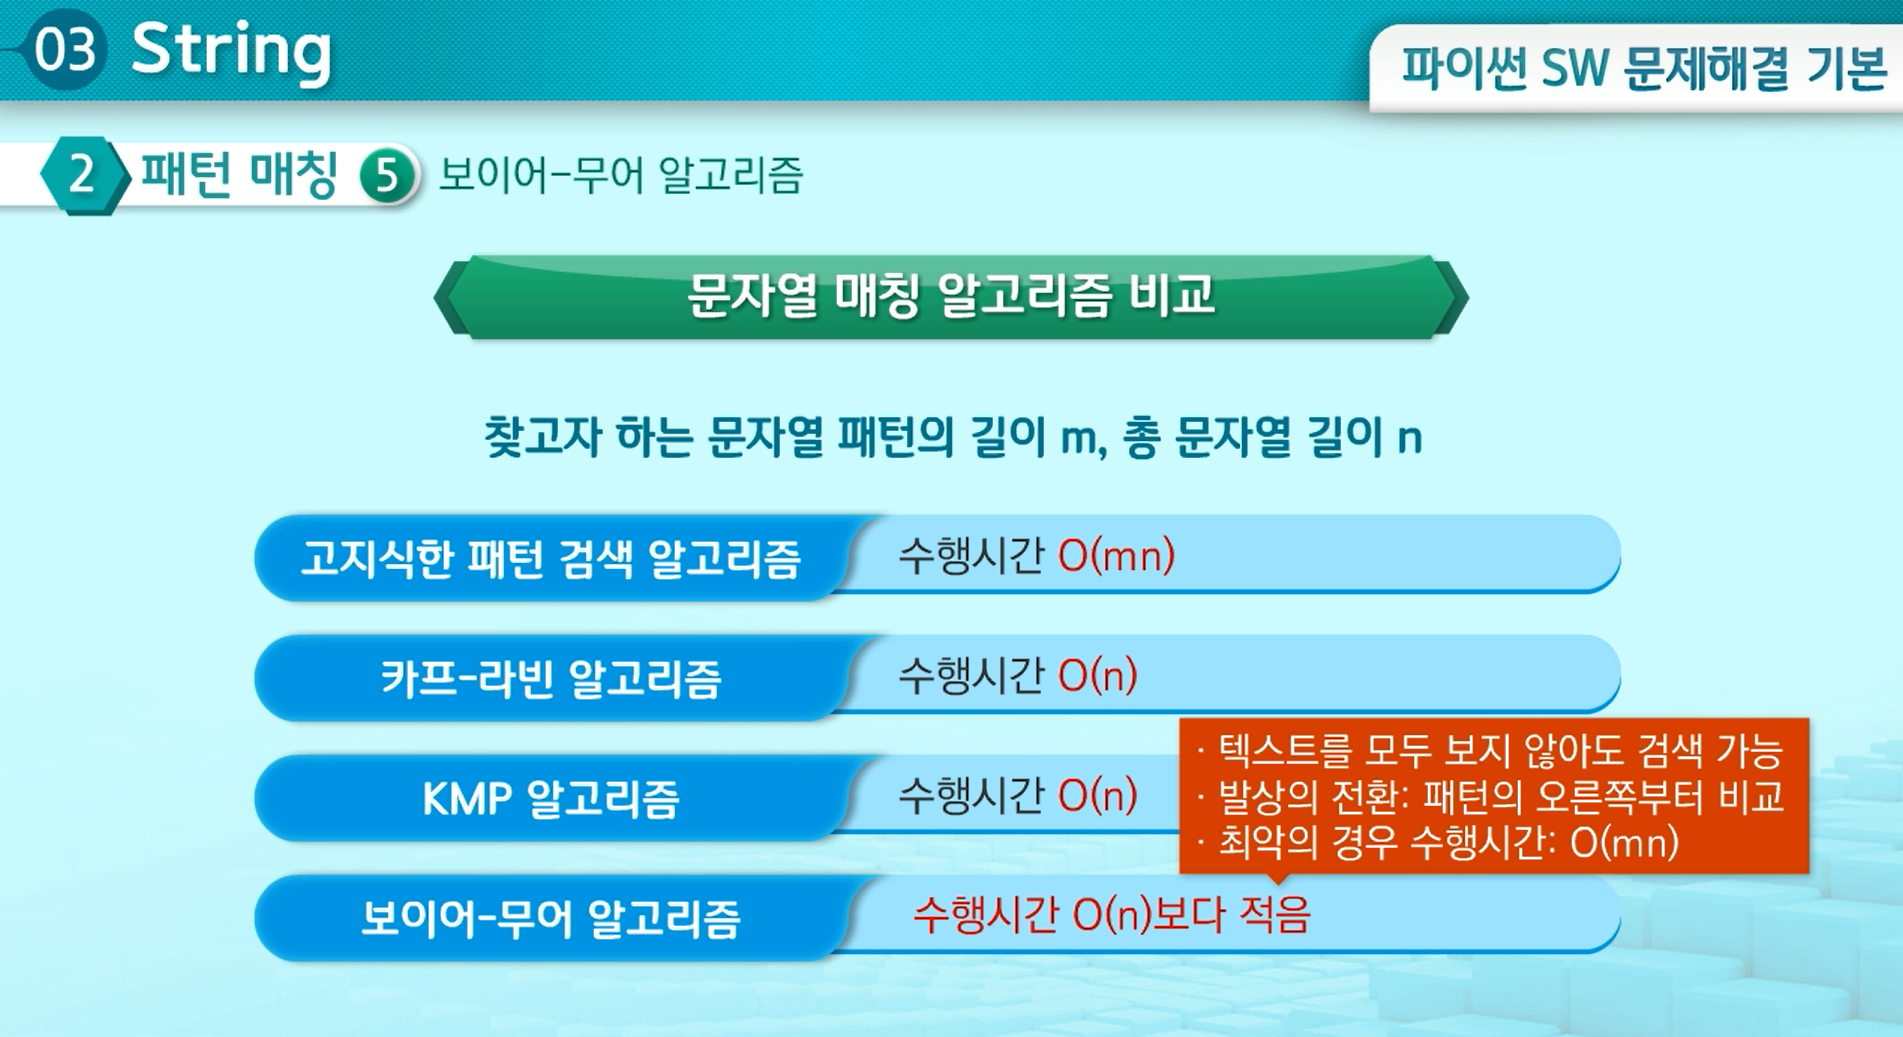 03 String
파이썬 SW 문제해결 기본
2 패턴 매칭 5 보이어-무어 알고리즘
문자열 매칭 알고리즘 비교
찾고자 하는 문자열 패턴의 길이 m, 총 문자열 길이 n
고지식한 패턴 검색 알고리즘 수행시간 O(mn)
카프-라빈 알고리즘 수행시간 O(n)
KMP 알고리즘 수행시간 O(n)
· 텍스트를 모두 보지 않아도 검색 가능
· 발상의 전환: 패턴의 오른쪽부터 비교
· 최악의 경우 수행시간: O(mn)
보이어-무어 알고리즘 수행시간 O(n)보다 적음